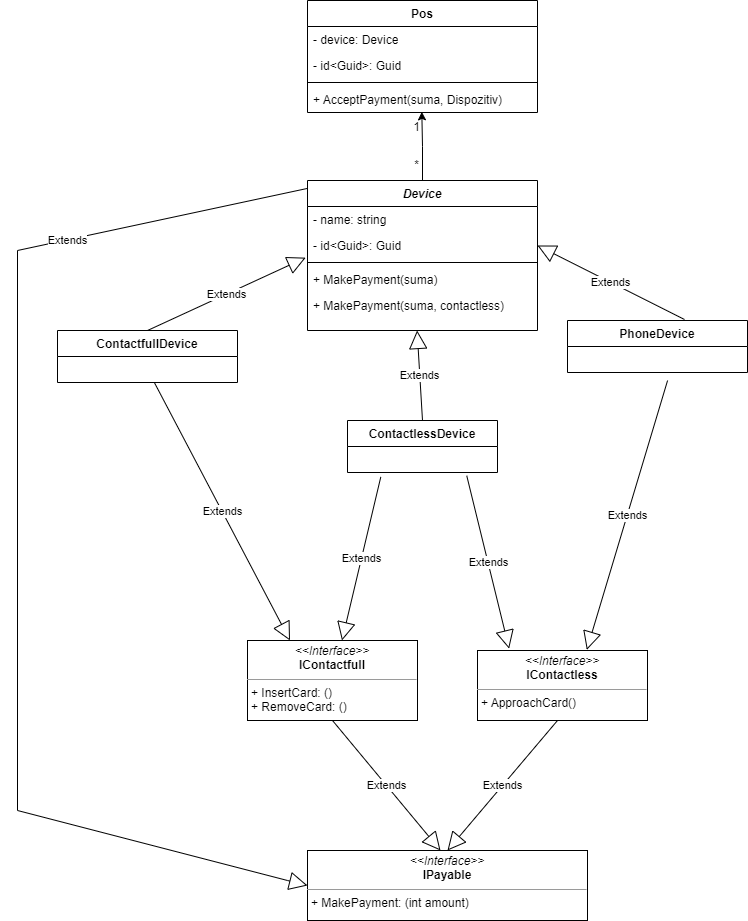 Pos
- device: Device
- id<Guid>: Guid
+ AcceptPayment(suma, Dispozitiv)
1
*
Device
- name: string
- id<Guid>: Guid
+ MakePayment(suma)
+ MakePayment(suma, contactless)
Extends
Extends
Extends
ContactfullDevice
PhoneDevice
Extends
ContactlessDevice
Extends
Extends
Extends
Extends
<<Interface>>
IContactfull
+ InsertCard: ()
+ RemoveCard: ()
<<Interface>>
IContactless
+ ApproachCard()
Extends
Extends
<<Interface>>
IPayable
+ MakePayment: (int amount)